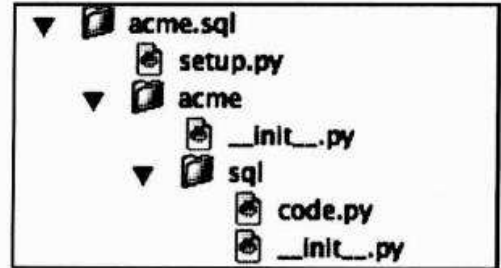 acme.sql
setup.py
acme
__init__.py
sql
code.py
__init__.py